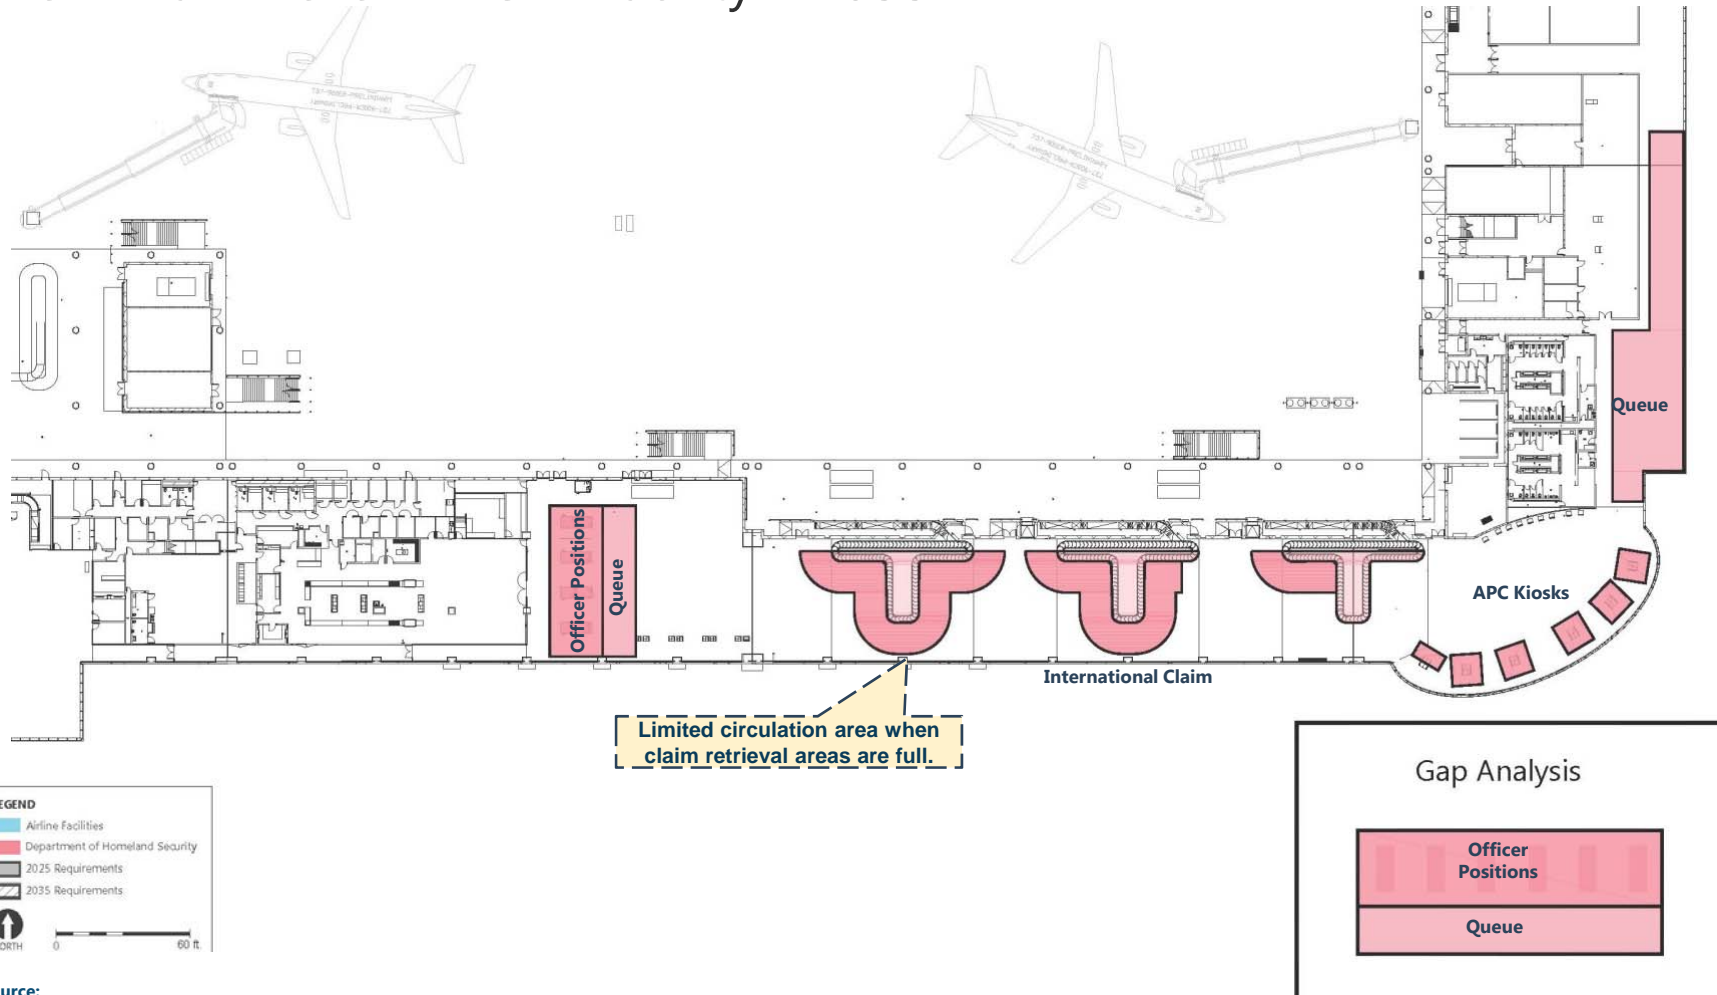 Queue
Officer Positions
Queue
APC Kiosks
International Claim
Limited circulation area when
claim retrieval areas are full.
Gap Analysis
Officer
Positions
Queue
EGEND
Airline Facilities
Department of Homeland Security
2025 Requirements
2035 Requirements
ORTH
0
60 ft.
urce: